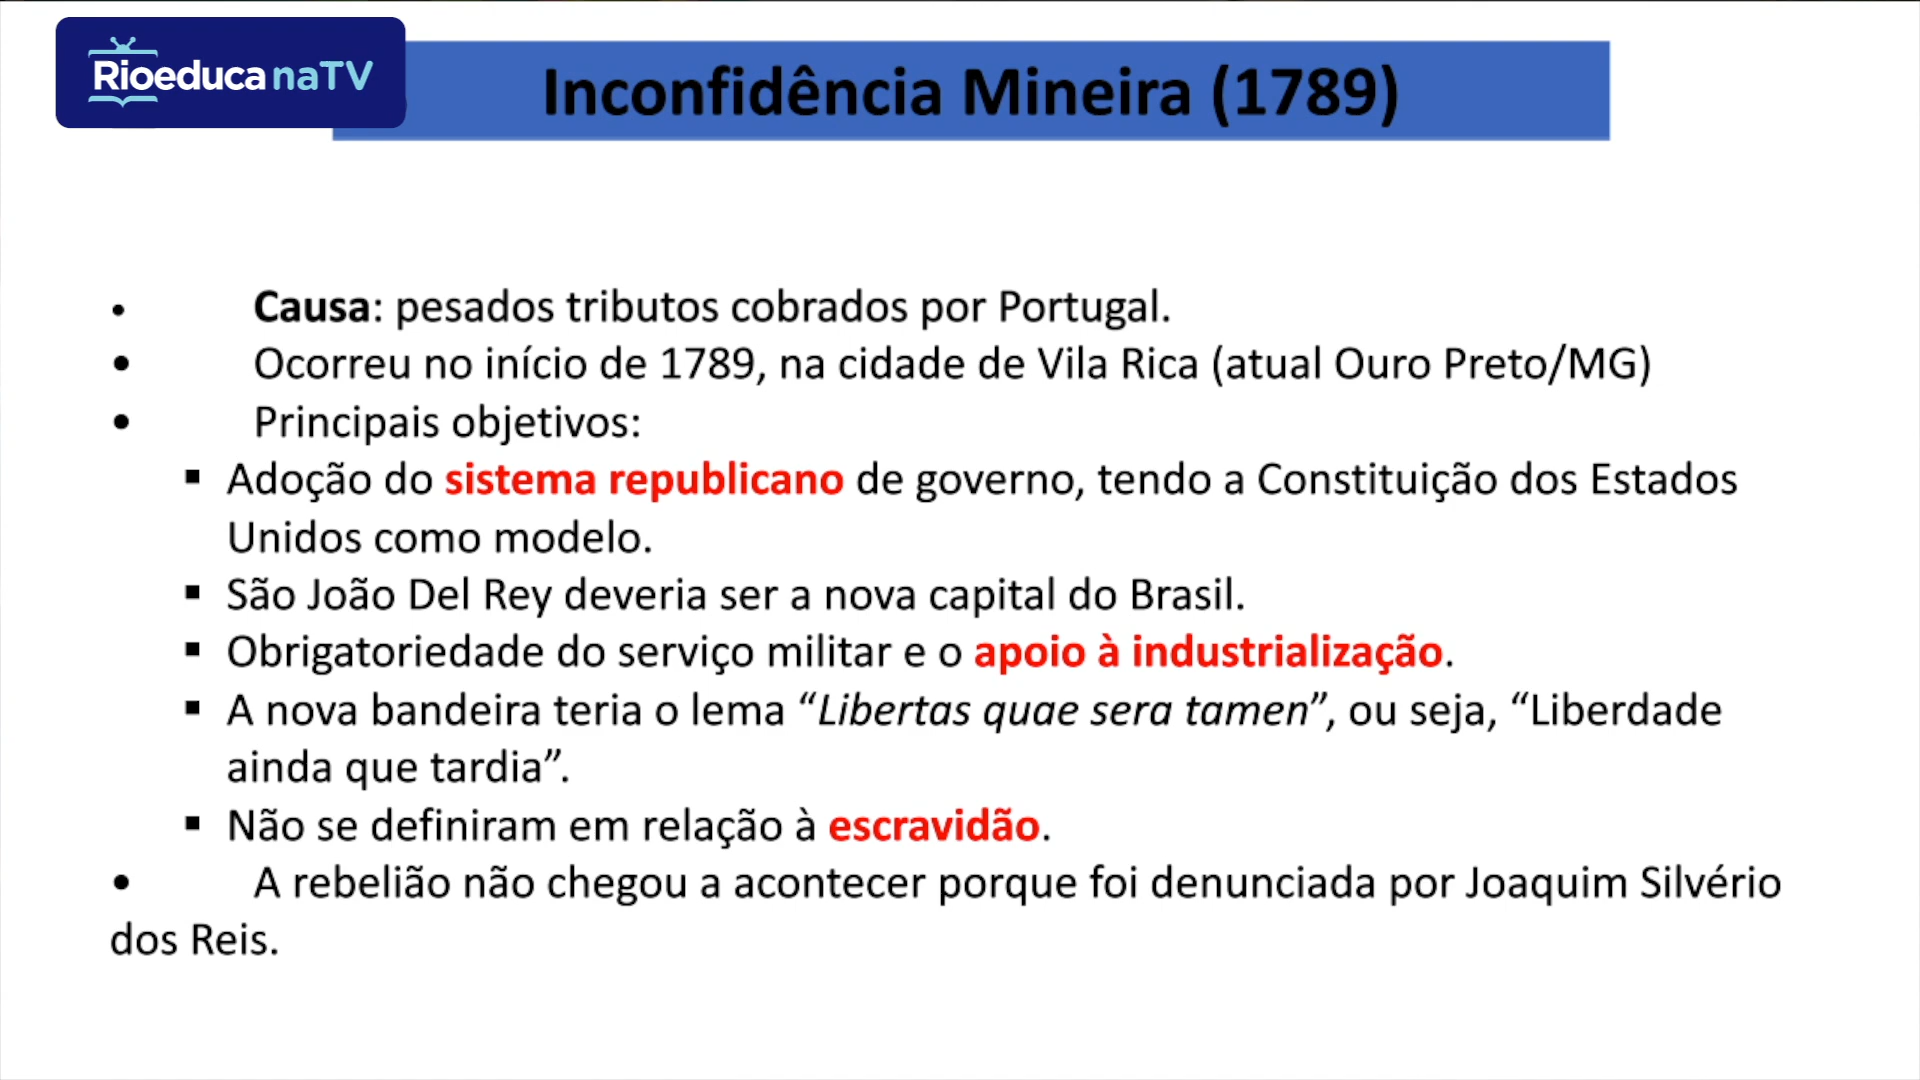 Rioeduca naTV
Inconfidência Mineira (1789)
• Causa: pesados tributos cobrados por Portugal.
• Ocorreu no início de 1789, na cidade de Vila Rica (atual Ouro Preto/MG)
• Principais objetivos:
▪ Adoção do sistema republicano de governo, tendo a Constituição dos Estados
Unidos como modelo.
▪ São João Del Rey deveria ser a nova capital do Brasil.
▪ Obrigatoriedade do serviço militar e o apoio à industrialização.
▪ A nova bandeira teria o lema “Libertas quae sera tamen”, ou seja, “Liberdade
ainda que tardia”.
▪ Não se definiram em relação à escravidão.
• A rebelião não chegou a acontecer porque foi denunciada por Joaquim Silvério
dos Reis.